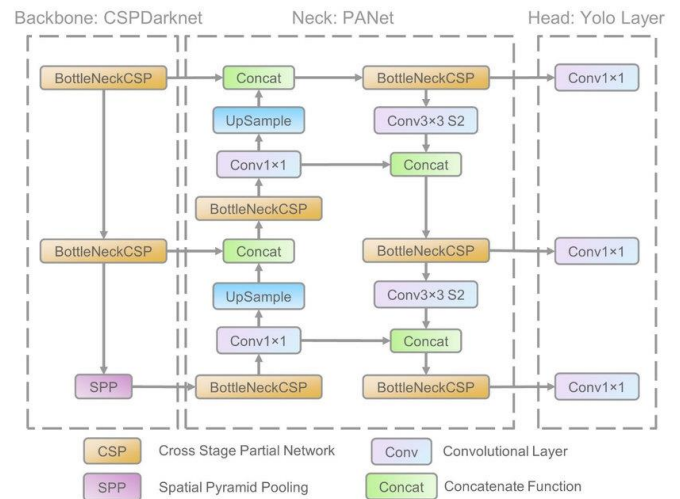 Backbone: CSPDarknet Neck: PANet Head: Yolo Layer
BottleNeckCSP Concat BottleNeckCSP Conv1×1
UpSample Conv3×3 S2
Conv1×1 Concat
BottleNeckCSP
BottleNeckCSP Concat BottleNeckCSP Conv1×1
UpSample Conv3×3 S2
Conv1×1 Concat
SPP BottleNeckCSP BottleNeckCSP Conv1×1
CSP Cross Stage Partial Network Conv Convolutional Layer
SPP Spatial Pyramid Pooling Concat Concatenate Function